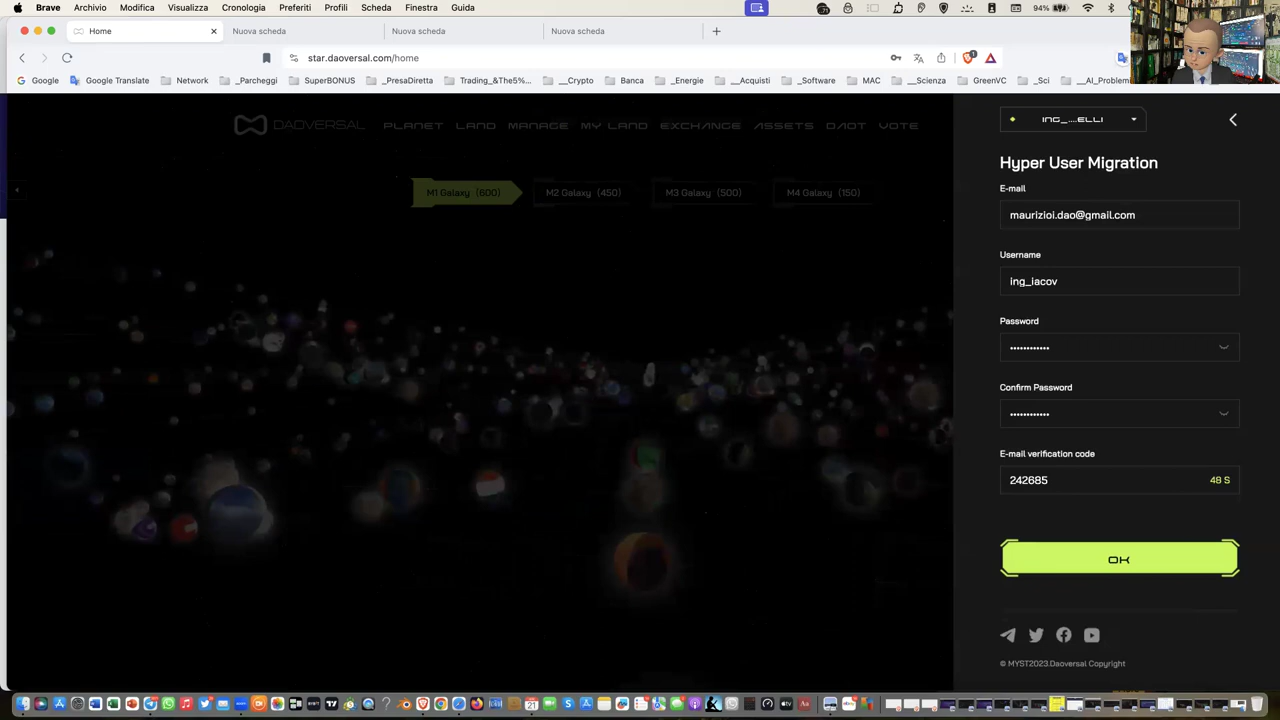 Brave Archivio Modifica Visualizza Cronologia Preferiti Profili Scheda Finestra Guida 94%
Home Nuova scheda Nuova scheda Nuova scheda
star.daoversal.com/home 1
Google Google Translate Network _Parcheggi SuperBONUS _PresaDiretta Trading_&The5%... __Crypto Banca _Energie __Acquisti _Software MAC __Scienza GreenVC _Sci __AI_Problem
DAOVERSAL PLANET LAND MANAGE MY LAND EXCHANGE ASSETS DAOT VOTE
ING_....ELLI
M1 Galaxy (600) M2 Galaxy (450) M3 Galaxy (500) M4 Galaxy (150)
Hyper User Migration
E-mail
maurizioi.dao@gmail.com
Username
ing_iacov
Password
••••••••••••
Confirm Password
••••••••••••
E-mail verification code
242685 48 S
OK
© MYST2023.Daoversal Copyright